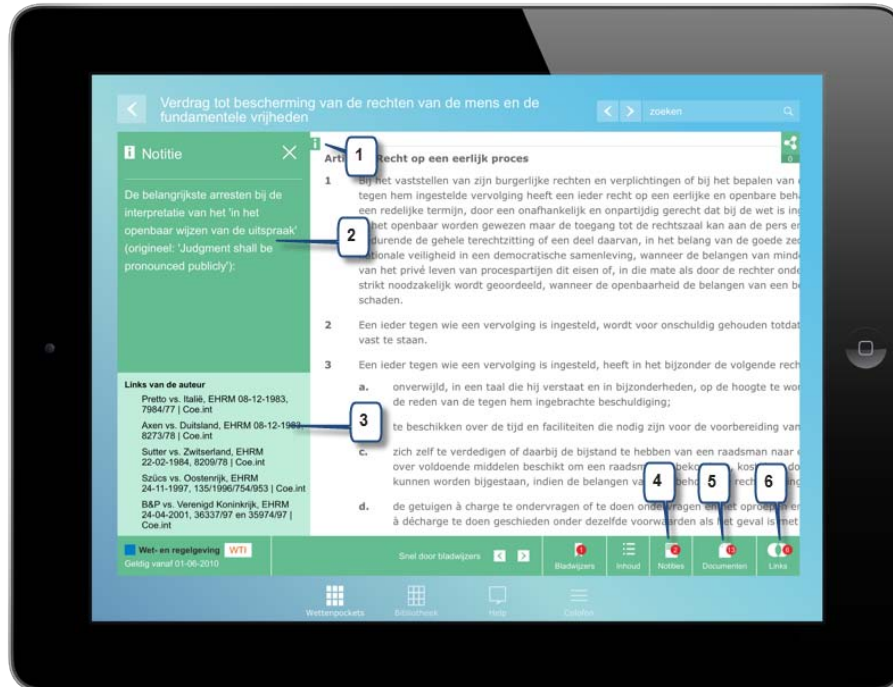 Verdrag tot bescherming van de rechten van de mens en de
fundamentele vrijheden
zoeken
i Notitie
De belangrijkste arresten bij de
interpretatie van het 'in het
openbaar wijzen van de uitspraak'
(origineel: 'Judgment shall be
pronounced publicly'):
Links van de auteur
Pretto vs. Italië, EHRM 08-12-1983,
7984/77 | Coe.int
Axen vs. Duitsland, EHRM 08-12-1983,
8273/78 | Coe.int
Sutter vs. Zwitserland, EHRM
22-02-1984, 8209/78 | Coe.int
Szücs vs. Oostenrijk, EHRM
24-11-1997, 135/1996/754/953 | Coe.int
B&P vs. Verenigd Koninkrijk, EHRM
24-04-2001, 36337/97 en 35974/97 |
Coe.int
i
0
Recht op een eerlijk proces
1 Bij het vaststellen van zijn burgerlijke rechten en verplichtingen of bij het bepalen van
tegen hem ingestelde vervolging heeft een ieder recht op een eerlijke en openbare
een redelijke termijn, door een onafhankelijk en onpartijdig gerecht dat bij de wet is
het openbaar worden gewezen maar de toegang tot de rechtszaal kan aan de pers
de gehele terechtzitting of een deel daarvan, in het belang van de goede
nationale veiligheid in een democratische samenleving, wanneer de belangen van
van het privé leven van procespartijen dit eisen of, in die mate als door de rechter
strikt noodzakelijk wordt geoordeeld, wanneer de openbaarheid de belangen van een
schaden.
2 Een ieder tegen wie een vervolging is ingesteld, wordt voor onschuldig gehouden
vast te staan.
3 Een ieder tegen wie een vervolging is ingesteld, heeft in het bijzonder de volgende
a. onverwijld, in een taal die hij verstaat en in bijzonderheden, op de hoogte te
de reden van de tegen hem ingebrachte beschuldiging;
te beschikken over de tijd en faciliteiten die nodig zijn voor de voorbereiding
c. zich zelf te verdedigen of daarbij de bijstand te hebben van een raadsman naar
over voldoende middelen beschikt om een
kunnen worden bijgestaan, indien de belangen
d. de getuigen à charge te ondervragen of te doen ondervragen en het oproepen
à décharge te doen geschieden onder dezelfde voorwaarden als het geval is met
1
2
3
4
5
6
Wet- en regelgeving WTI
Geldig vanaf 01-06-2010
Snel door bladwijzers
1
Bladwijzers
Inhoud
2
Notities
13
Documenten
6
Links
Wettenpockets
Bibliotheek
Help
Colofon